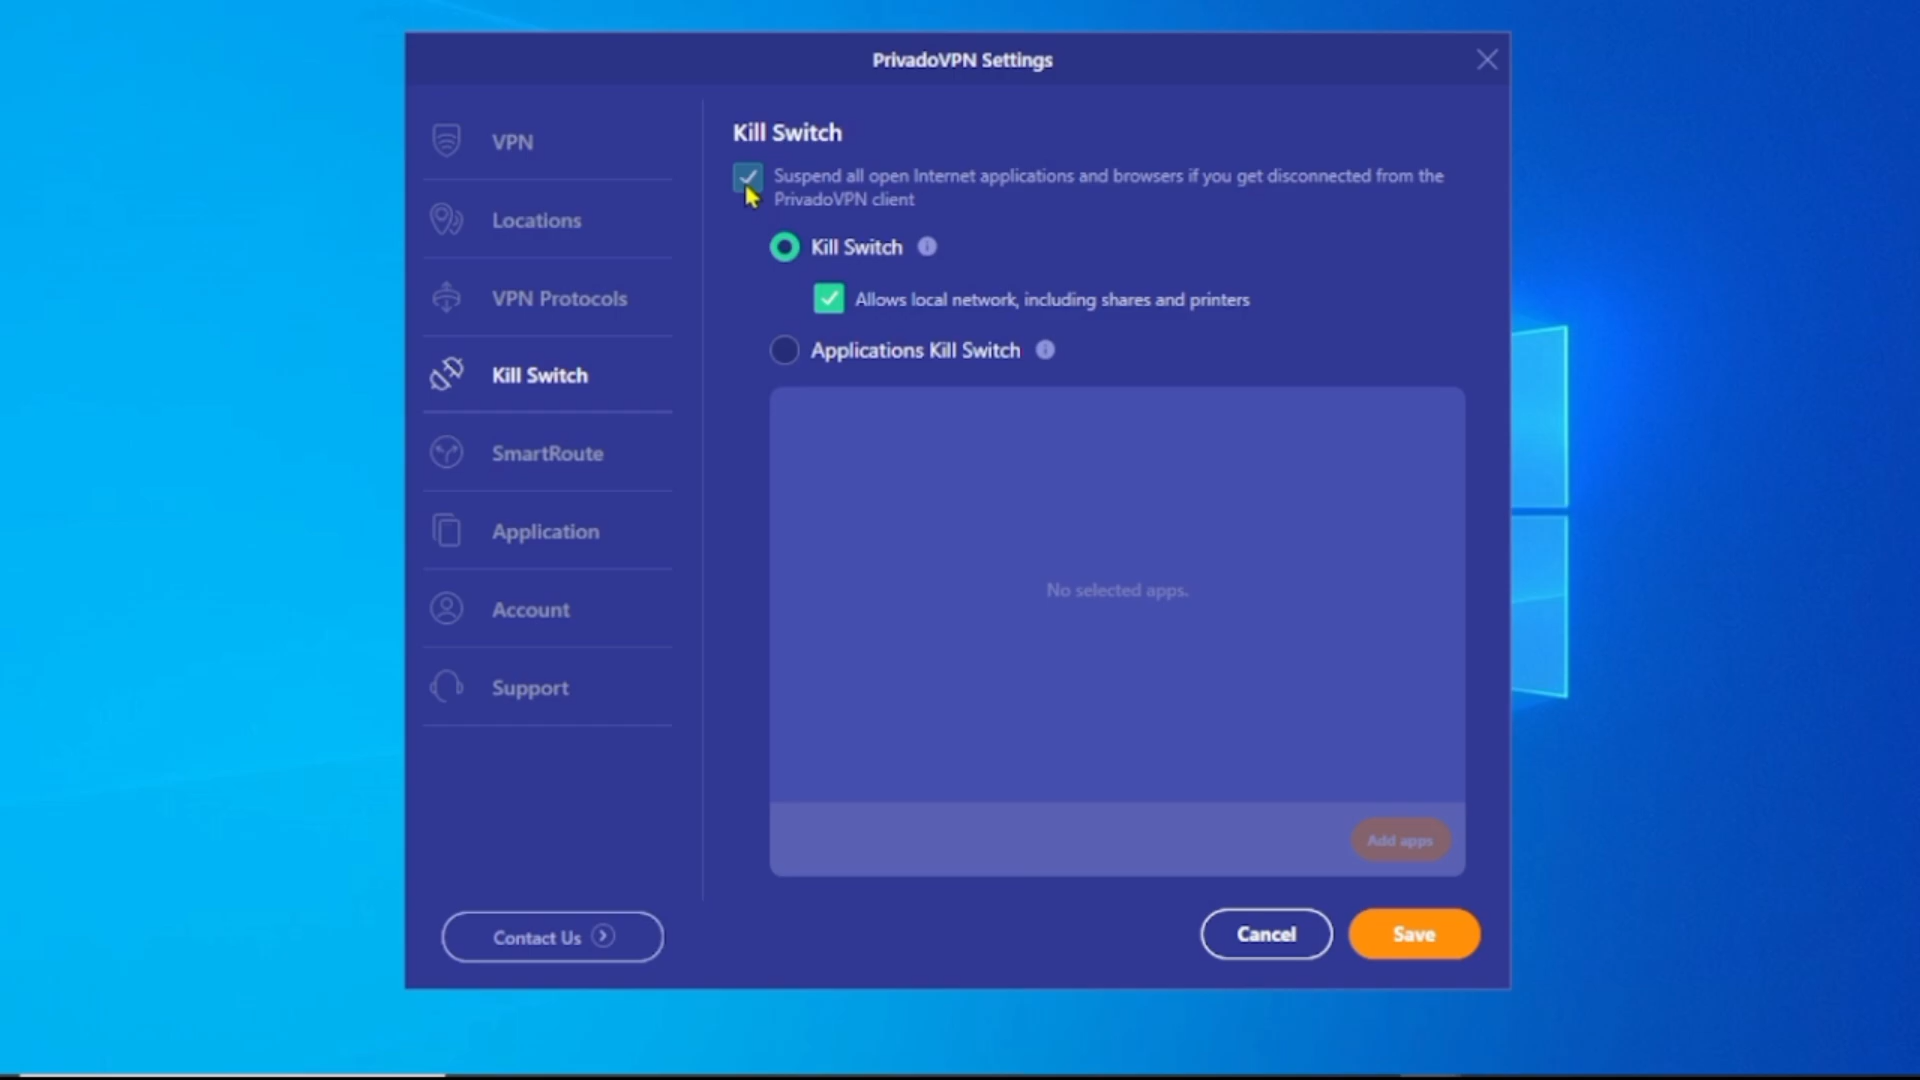 PrivadoVPN Settings
VPN
Locations
VPN Protocols
Kill Switch
SmartRoute
Application
Account
Support
Contact Us
Kill Switch
Suspend all open Internet applications and browsers if you get disconnected from the
PrivadoVPN client
Kill Switch
Allows local network, including shares and printers
Applications Kill Switch
No selected apps.
Add apps
Cancel
Save